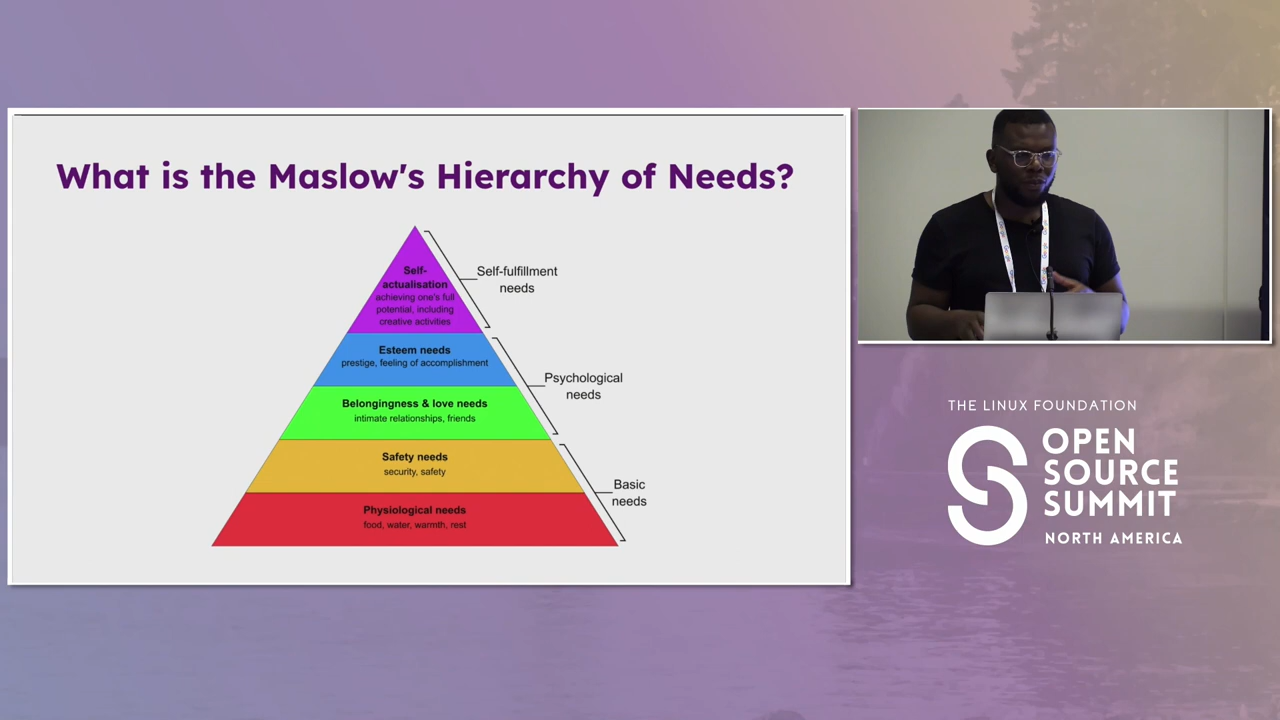 What is the Maslow's Hierarchy of Needs?
Self-
actualisation
achieving one's full
potential, including
creative activities
Self-fulfillment
needs
Esteem needs
prestige, feeling of accomplishment
Psychological
needs
Belongingness & love needs
intimate relationships, friends
Safety needs
security, safety
Basic
needs
Physiological needs
food, water, warmth, rest
THE LINUX FOUNDATION
OPEN
SOURCE
SUMMIT
NORTH AMERICA